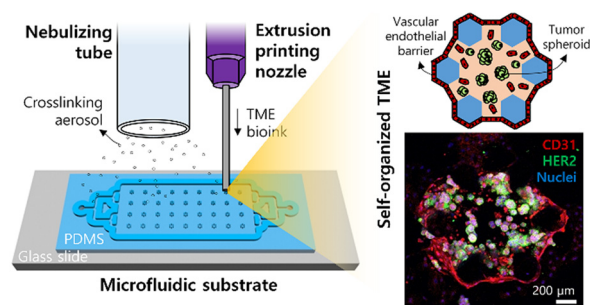 Nebulizing
tube
Extrusion
printing
nozzle
Crosslinking
aerosol
TME
bioink
PDMS
Glass slide
Microfluidic substrate
Self-organized TME
Vascular
endothelial
barrier
Tumor
spheroid
CD31
HER2
Nuclei
200 μm